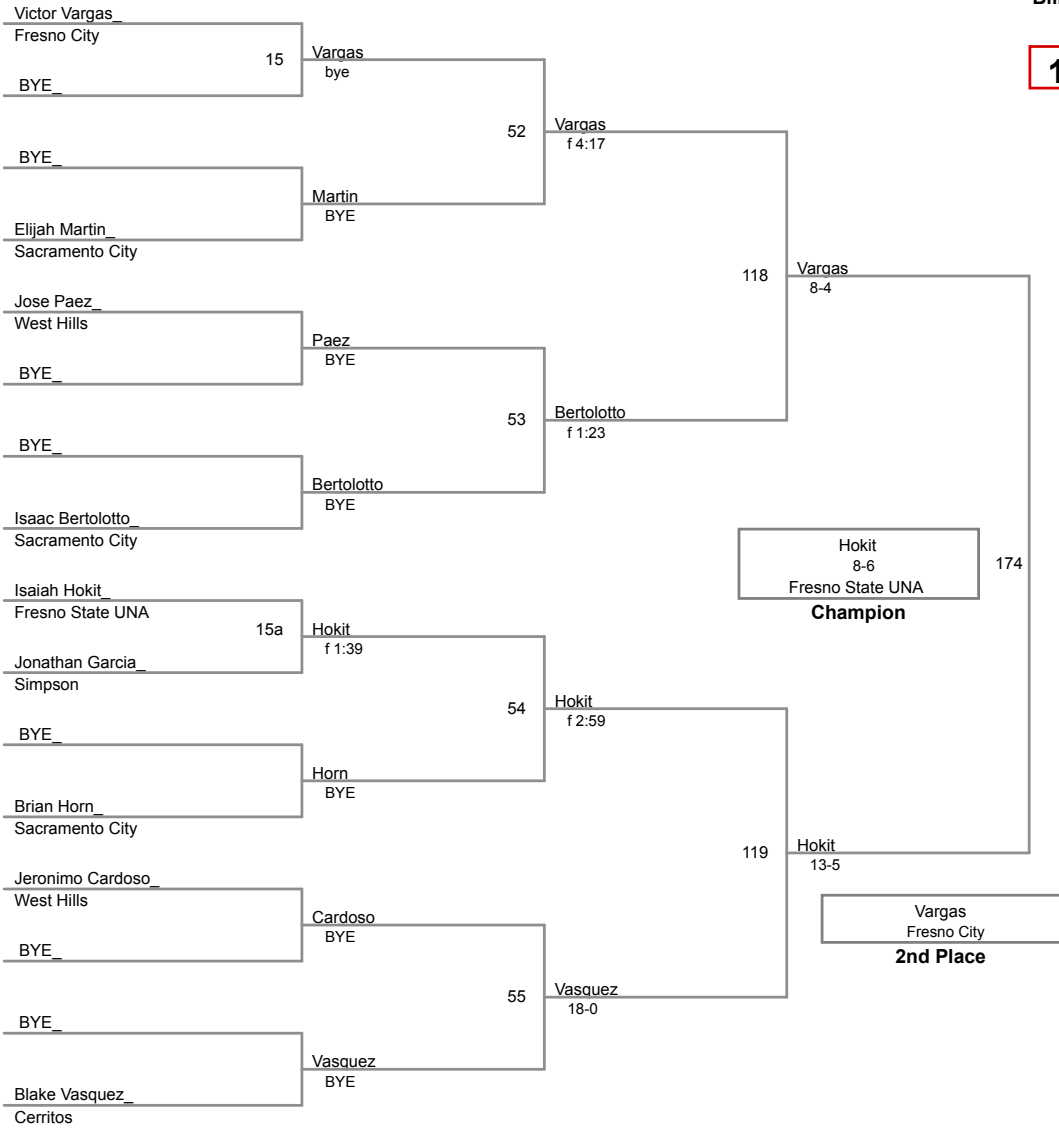 Victor Vargas_
Fresno City
15
Vargas
bye
BYE_
52
Vargas
f 4:17
BYE_
Martin
BYE
Elijah Martin_
Sacramento City
118
Vargas
8-4
Jose Paez_
West Hills
Paez
BYE
BYE_
53
Bertolotto
f 1:23
BYE_
Bertolotto
BYE
Isaac Bertolotto_
Sacramento City
Hokit
8-6
Fresno State UNA
Champion
174
Isaiah Hokit_
Fresno State UNA
15a
Hokit
f 1:39
Jonathan Garcia_
Simpson
54
Hokit
f 2:59
BYE_
Horn
BYE
Brian Horn_
Sacramento City
119
Hokit
13-5
Jeronimo Cardoso_
West Hills
Cardoso
BYE
Vargas
Fresno City
2nd Place
BYE_
55
Vasquez
18-0
BYE_
Vasquez
BYE
Blake Vasquez_
Cerritos